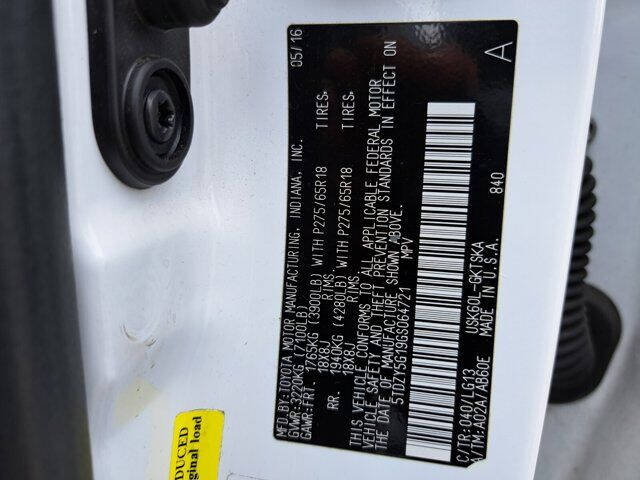 MFD.BY:TOYOTA MOTOR MANUFACTURING, INDIANA, INC. 05/16
GVWR:3220KG (7100LB)
GAWR:FRT. 1765KG (3900LB) WITH P275/65R18 TIRES,
18X8J RIMS,
RR. 1940KG (4280LB) WITH P275/65R18 TIRES,
18X8J RIMS.
THIS VEHICLE CONFORMS TO ALL APPLICABLE FEDERAL MOTOR
VEHICLE SAFETY AND THEFT PREVENTION STANDARDS IN EFFECT ON
THE DATE OF MANUFACTURE SHOWN ABOVE.
5TDZY5G19GS064721 MPV
C/TR:040/LG13 USK60L-GKTSKA 840
A/TM:A02A/AB60E MADE IN U.S.A. A
DUCED
ginal load